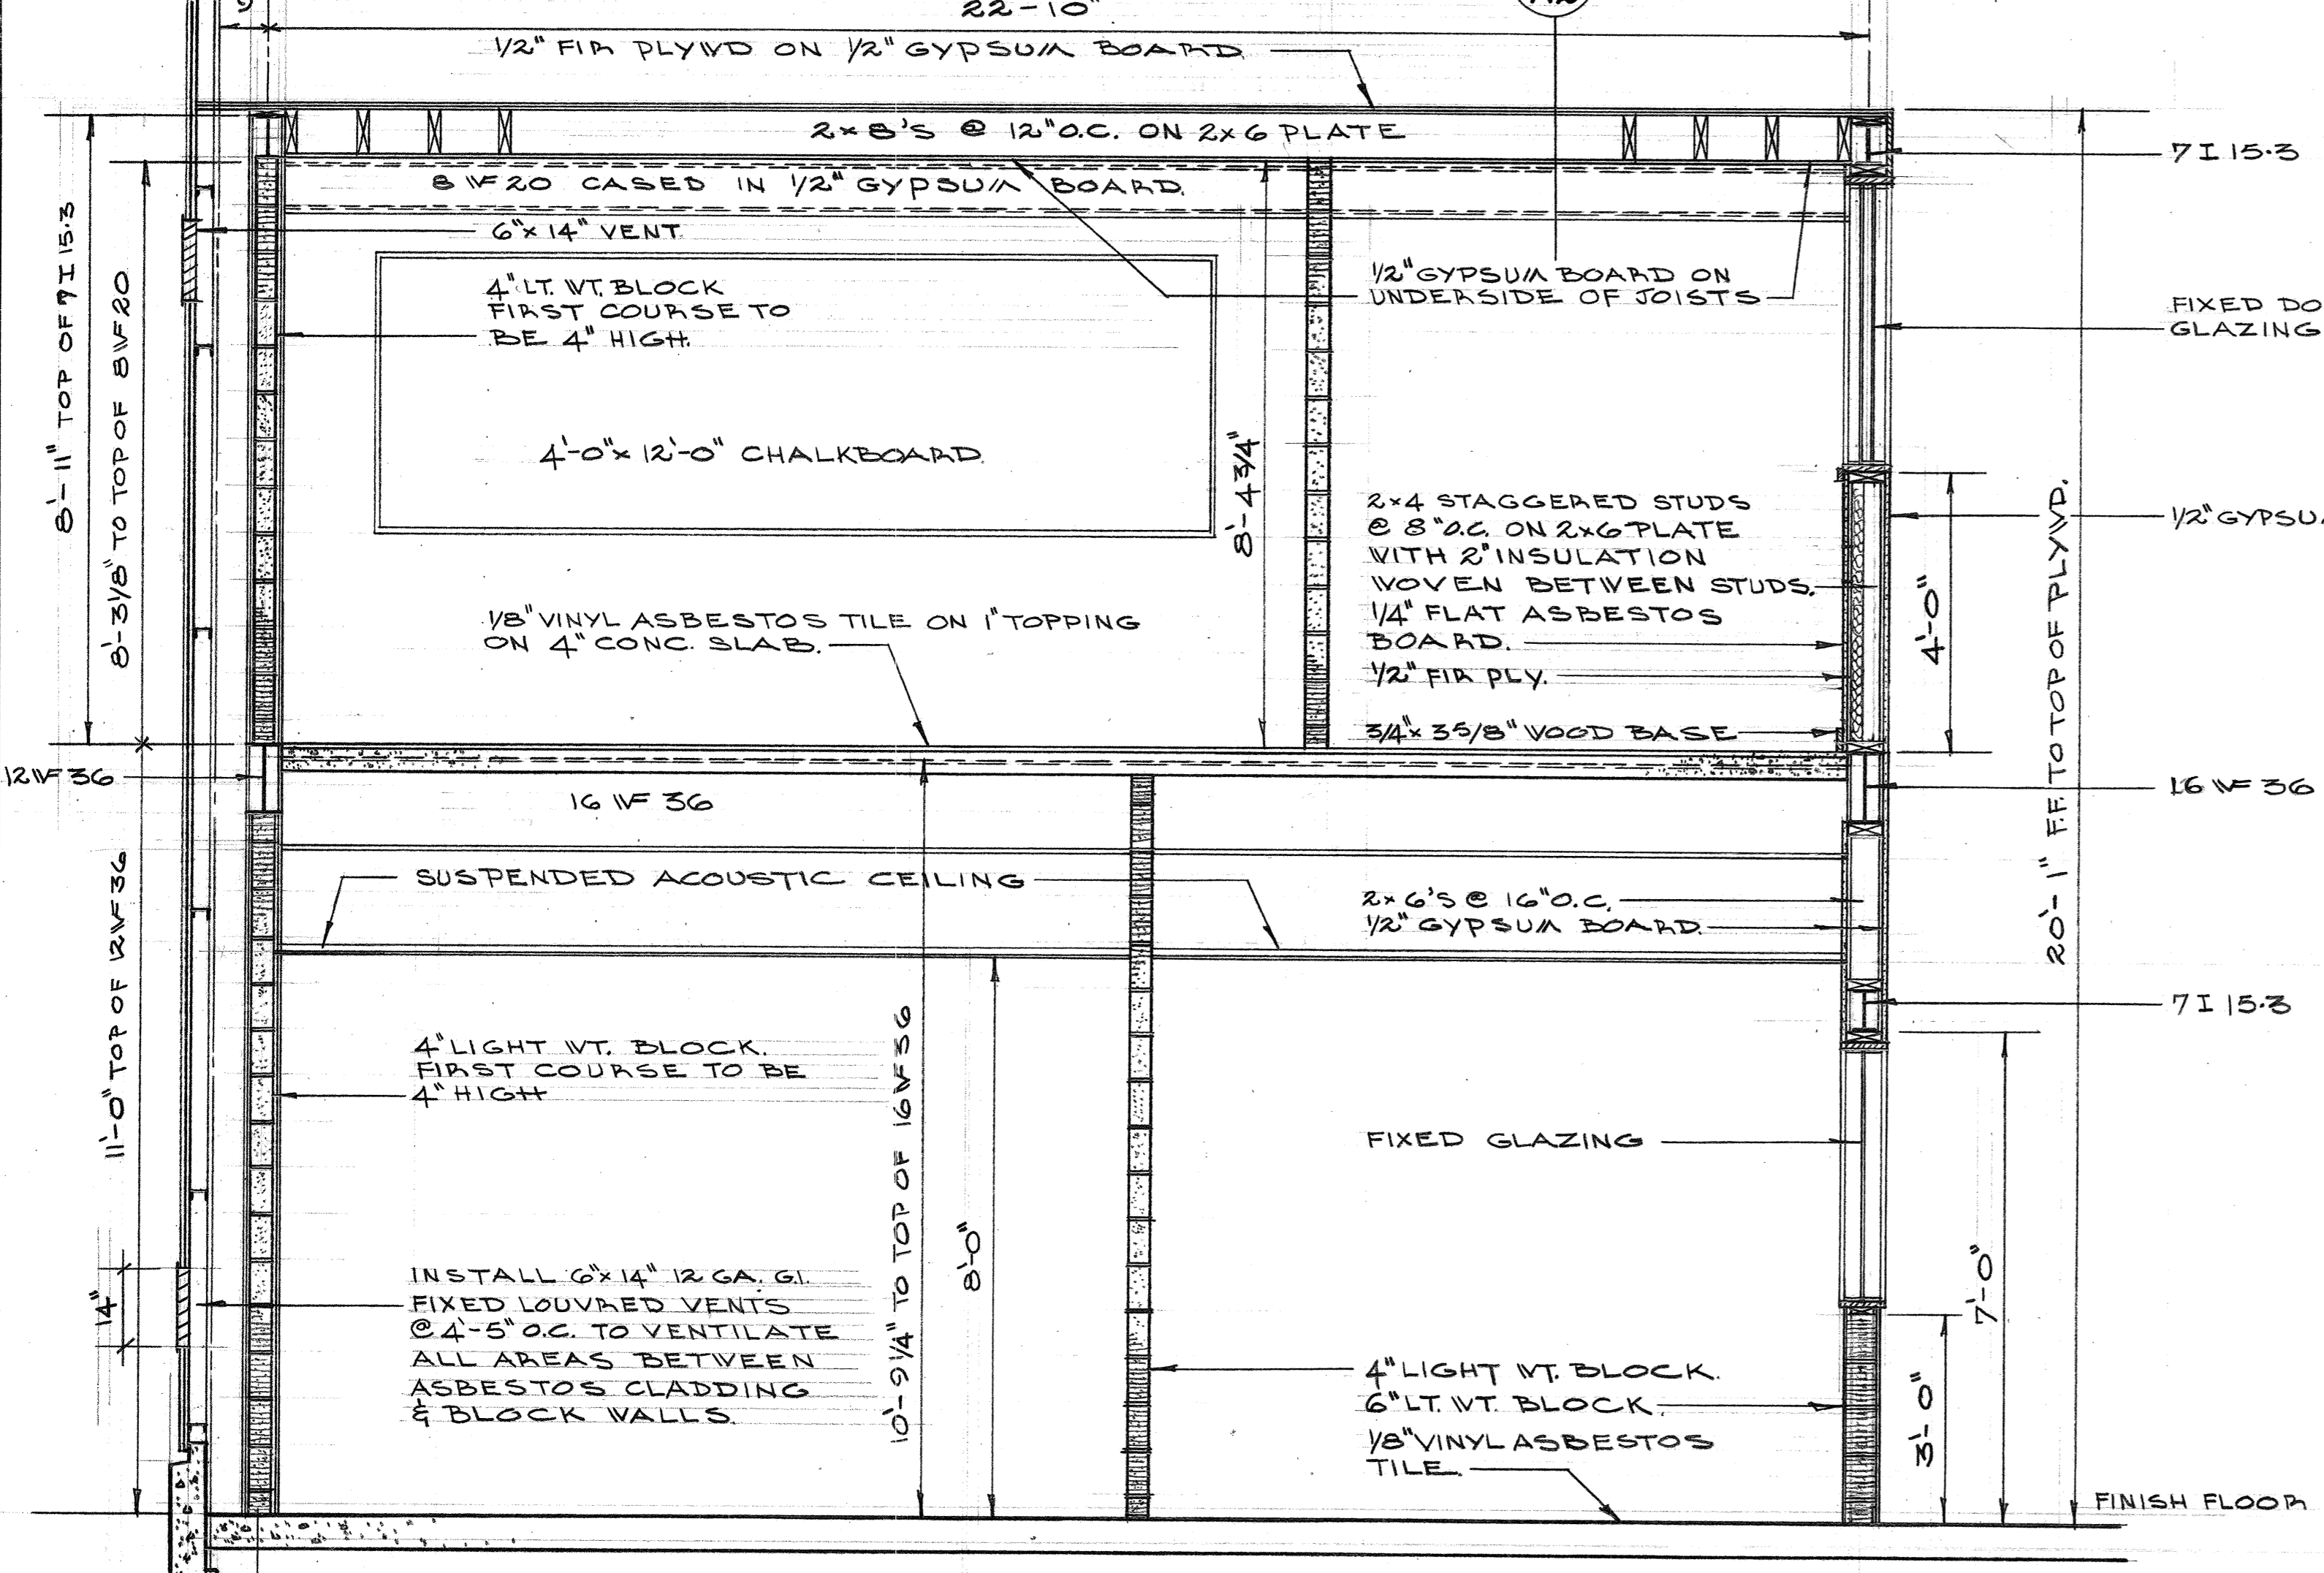 22-10"
1/2" FIR PLYWD ON 1/2" GYPSUM BOARD
2x8'S @ 12" O.C. ON 2x6 PLATE
7 I 15.3
8 WF 20 CASED IN 1/2" GYPSUM BOARD.
6"x 14" VENT.
4" LT. WT. BLOCK
FIRST COURSE TO
BE 4" HIGH.
1/2" GYPSUM BOARD ON
UNDERSIDE OF JOISTS
FIXED DO
GLAZING
8'-11" TOP OF 7 I 15.3
8'-3 1/8" TO TOP OF 8 WF 20
4'-0"x 12'-0" CHALKBOARD.
8'-4 3/4"
2x4 STAGGERED STUDS
@ 8" O.C. ON 2x6 PLATE
WITH 2" INSULATION
WOVEN BETWEEN STUDS.
1/4" FLAT ASBESTOS
BOARD.
1/2" FIR PLY.
3/4"x 3 5/8" WOOD BASE
4'-0"
1/2" GYPSU
20'-1" F.F. TO TOP OF PLYWD.
1/8" VINYL ASBESTOS TILE ON 1" TOPPING
ON 4" CONC. SLAB.
12 WF 36
16 WF 36
16 WF 36
SUSPENDED ACOUSTIC CEILING
2x6'S @ 16" O.C.
1/2" GYPSUM BOARD.
7 I 15.3
11'-0" TOP OF 12 WF 36
4" LIGHT WT. BLOCK.
FIRST COURSE TO BE
4" HIGH
10'-9 1/4" TO TOP OF 16 WF 36
8'-0"
FIXED GLAZING
7'-0"
14"
INSTALL 6"x 14" 12 GA. G.I.
FIXED LOUVRED VENTS
@ 4'-5" O.C. TO VENTILATE
ALL AREAS BETWEEN
ASBESTOS CLADDING
& BLOCK WALLS.
4" LIGHT WT. BLOCK.
6" LT. WT. BLOCK.
1/8" VINYL ASBESTOS
TILE.
3'-0"
FINISH FLOOR